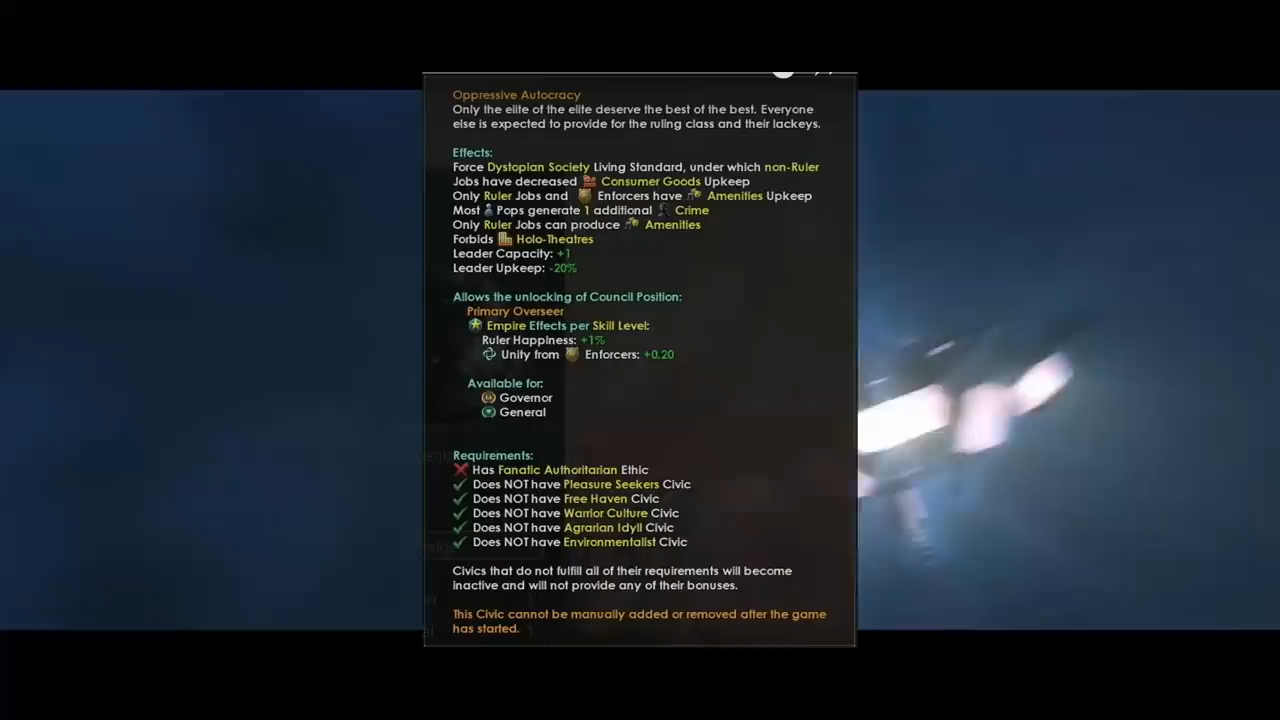 Oppressive Autocracy
Only the elite of the elite deserve the best of the best. Everyone
else is expected to provide for the ruling class and their lackeys.
Effects:
Force Dystopian Society Living Standard, under which non-Ruler
Jobs have decreased Consumer Goods Upkeep
Only Ruler Jobs and Enforcers have Amenities Upkeep
Most Pops generate 1 additional Crime
Only Ruler Jobs can produce Amenities
Forbids Holo-Theatres
Leader Capacity: +1
Leader Upkeep: -20%
Allows the unlocking of Council Position:
Primary Overseer
Empire Effects per Skill Level:
Ruler Happiness: +1%
Unity from Enforcers: +0.20
Available for:
Governor
General
Requirements:
Has Fanatic Authoritarian Ethic
Does NOT have Pleasure Seekers Civic
Does NOT have Free Haven Civic
Does NOT have Warrior Culture Civic
Does NOT have Agrarian Idyll Civic
Does NOT have Environmentalist Civic
Civics that do not fulfill all of their requirements will become
inactive and will not provide any of their bonuses.
This Civic cannot be manually added or removed after the game
has started.